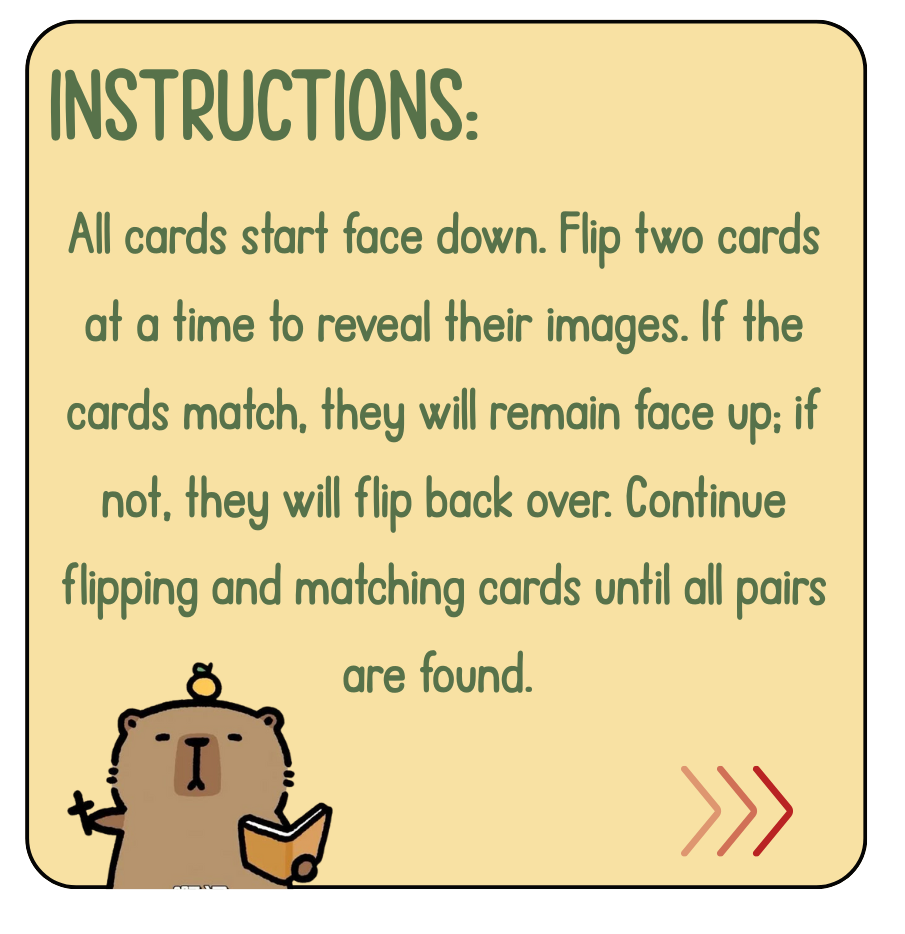 INSTRUCTIONS:
All cards start face down. Flip two cards
at a time to reveal their images. If the
cards match, they will remain face up; if
not, they will flip back over. Continue
flipping and matching cards until all pairs
are found.